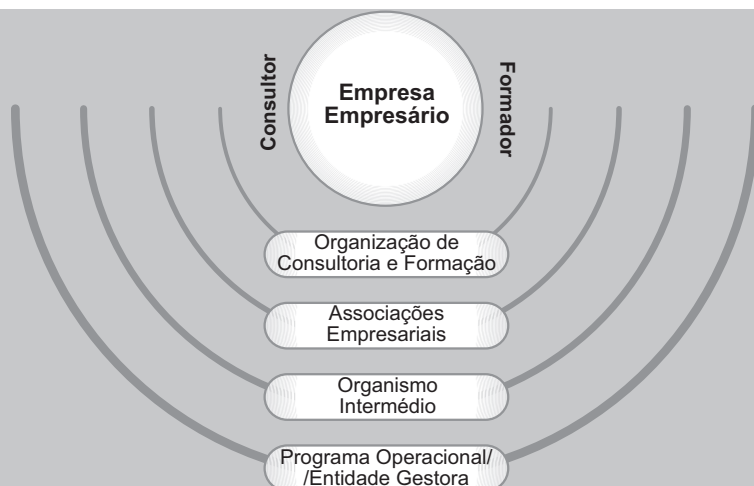 Consultor
Empresa
Empresário
Formador
Organização de
Consultoria e Formação
Associações
Empresariais
Organismo
Intermédio
Programa Operacional/
/Entidade Gestora